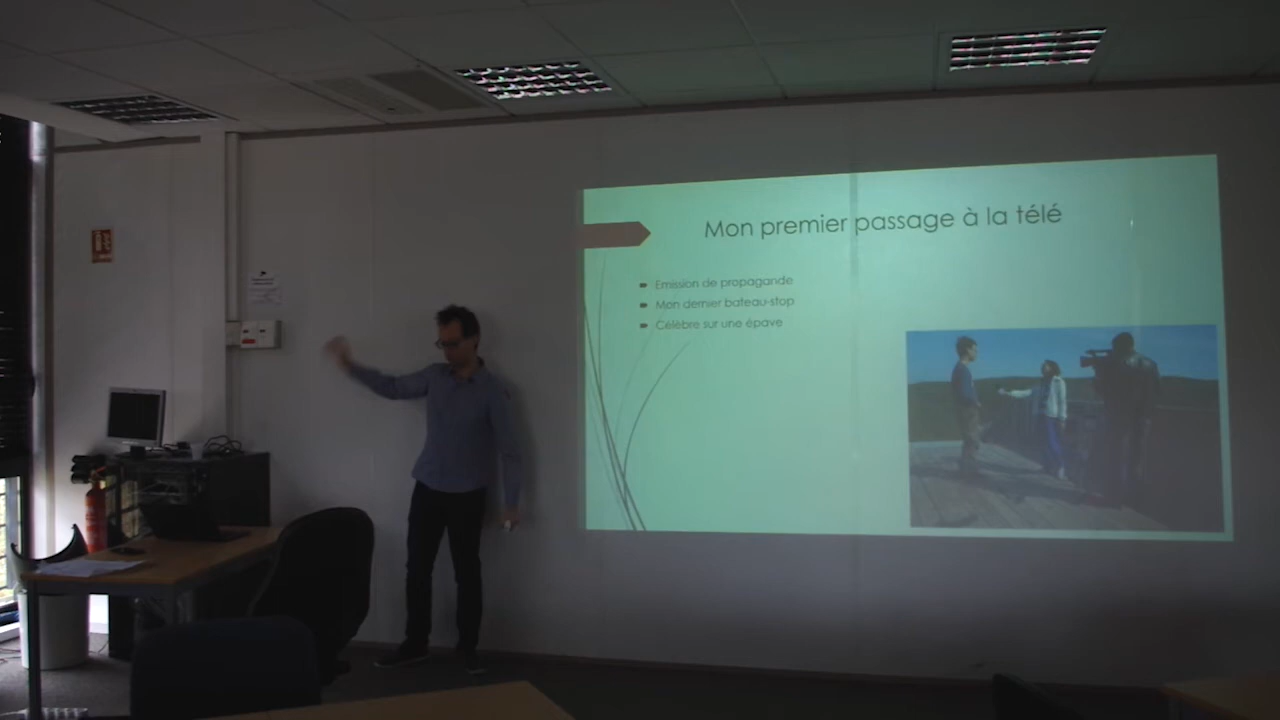 Mon premier passage à la télé
Emission de propagande
Mon dernier bateau-stop
Célèbre sur une épave